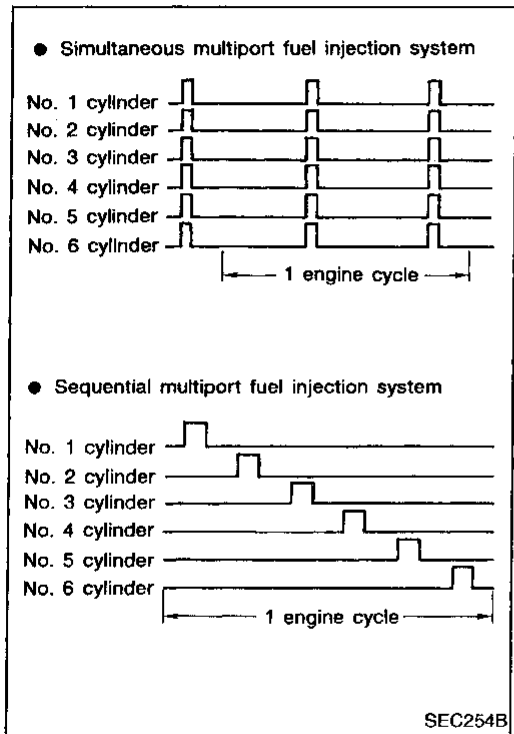 ● Simultaneous multiport fuel injection system
No. 1 cylinder
No. 2 cylinder
No. 3 cylinder
No. 4 cylinder
No. 5 cylinder
No. 6 cylinder
1 engine cycle
● Sequential multiport fuel injection system
No. 1 cylinder
No. 2 cylinder
No. 3 cylinder
No. 4 cylinder
No. 5 cylinder
No. 6 cylinder
1 engine cycle
SEC254B